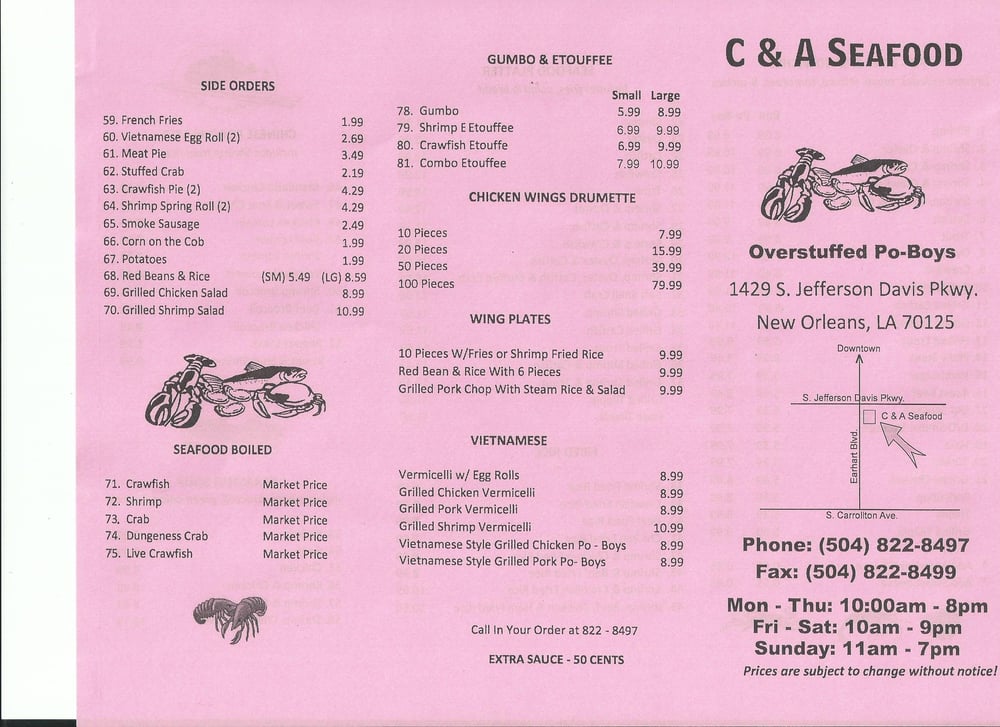 SIDE ORDERS
59. French Fries 1.99
60. Vietnamese Egg Roll (2) 2.69
61. Meat Pie 3.49
62. Stuffed Crab 2.19
63. Crawfish Pie (2) 4.29
64. Shrimp Spring Roll (2) 4.29
65. Smoke Sausage 2.49
66. Corn on the Cob 1.99
67. Potatoes 1.99
68. Red Beans & Rice (SM) 5.49 (LG) 8.59
69. Grilled Chicken Salad 8.99
70. Grilled Shrimp Salad 10.99
SEAFOOD BOILED
71. Crawfish Market Price
72. Shrimp Market Price
73, Crab Market Price
74. Dungeness Crab Market Price
75. Live Crawfish Market Price
GUMBO & ETOUFFEE
Small Large
78. Gumbo 5.99 8.99
79. Shrimp E Etouffee 6.99 9.99
80. Crawfish Etouffe 6.99 9.99
81. Combo Etouffee 7.99 10.99
CHICKEN WINGS DRUMETTE
10 Pieces 7.99
20 Pieces 15.99
50 Pieces 39.99
100 Pieces 79.99
WING PLATES
10 Pieces W/Fries or Shrimp Fried Rice 9.99
Red Bean & Rice With 6 Pieces 9.99
Grilled Pork Chop With Steam Rice & Salad 9.99
VIETNAMESE
Vermicelli w/ Egg Rolls 8.99
Grilled Chicken Vermicelli 8.99
Grilled Pork Vermicelli 8.99
Grilled Shrimp Vermicelli 10.99
Vietnamese Style Grilled Chicken Po - Boys 8.99
Vietnamese Style Grilled Pork Po- Boys 8.99
Call In Your Order at 822 - 8497
EXTRA SAUCE - 50 CENTS
C & A SEAFOOD
Overstuffed Po-Boys
1429 S. Jefferson Davis Pkwy.
New Orleans, LA 70125
Downtown
S. Jefferson Davis Pkwy.
C & A Seafood
Earhart Blvd.
S. Carrollton Ave.
Phone: (504) 822-8497
Fax: (504) 822-8499
Mon - Thu: 10:00am - 8pm
Fri - Sat: 10am - 9pm
Sunday: 11am - 7pm
Prices are subject to change without notice!